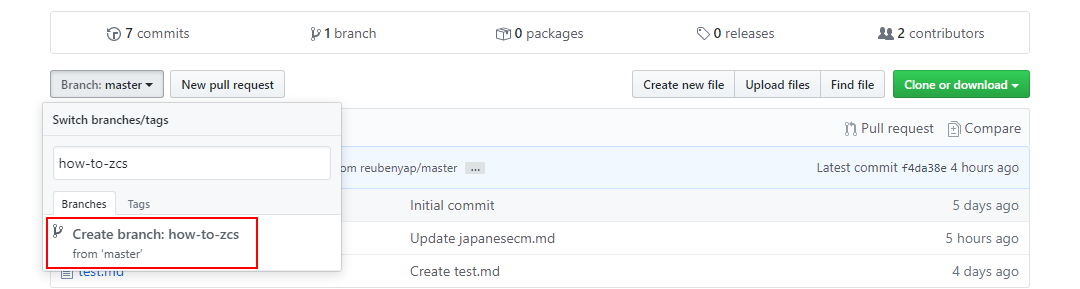 7 commits 1 branch 0 packages 0 releases 2 contributors
Branch: master New pull request Create new file Upload files Find file Clone or download
Switch branches/tags
Pull request Compare
how-to-zcs
om reubenyap/master ... Latest commit f4da38e 4 hours ago
Branches Tags
Initial commit 5 days ago
Create branch: how-to-zcs
Update japanesecm.md 5 hours ago
from 'master'
test.md Create test.md 4 days ago